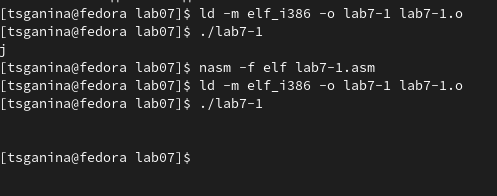 [tsganina@fedora lab07]$ ld -m elf_i386 -o lab7-1 lab7-1.o
[tsganina@fedora lab07]$ ./lab7-1
j
[tsganina@fedora lab07]$ nasm -f elf lab7-1.asm
[tsganina@fedora lab07]$ ld -m elf_i386 -o lab7-1 lab7-1.o
[tsganina@fedora lab07]$ ./lab7-1
[tsganina@fedora lab07]$